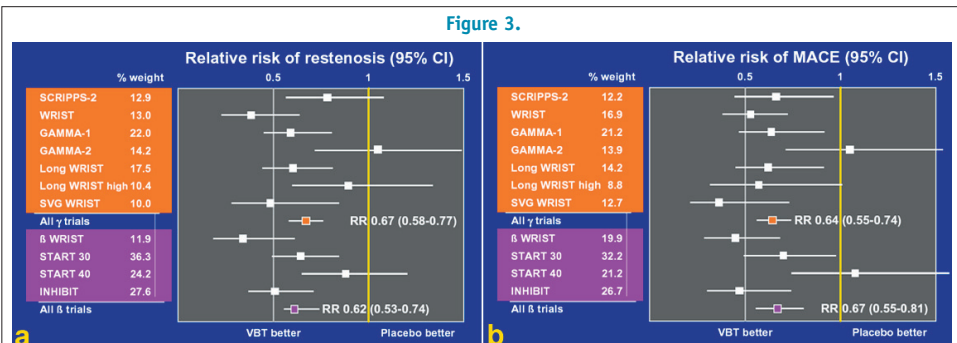 Figure 3.
Relative risk of restenosis (95% CI)
% weight 0.5 1 1.5
SCRIPPS-2 12.9
WRIST 13.0
GAMMA-1 22.0
GAMMA-2 14.2
Long WRIST 17.5
Long WRIST high 10.4
SVG WRIST 10.0
All γ trials RR 0.67 (0.58-0.77)
ß WRIST 11.9
START 30 36.3
START 40 24.2
INHIBIT 27.6
All ß trials RR 0.62 (0.53-0.74)
VBT better Placebo better
a
Relative risk of MACE (95% CI)
% weight 0.5 1 1.5
SCRIPPS-2 12.2
WRIST 16.9
GAMMA-1 21.2
GAMMA-2 13.9
Long WRIST 14.2
Long WRIST high 8.8
SVG WRIST 12.7
All γ trials RR 0.64 (0.55-0.74)
ß WRIST 19.9
START 30 32.2
START 40 21.2
INHIBIT 26.7
All ß trials RR 0.67 (0.55-0.81)
VBT better Placebo better
b